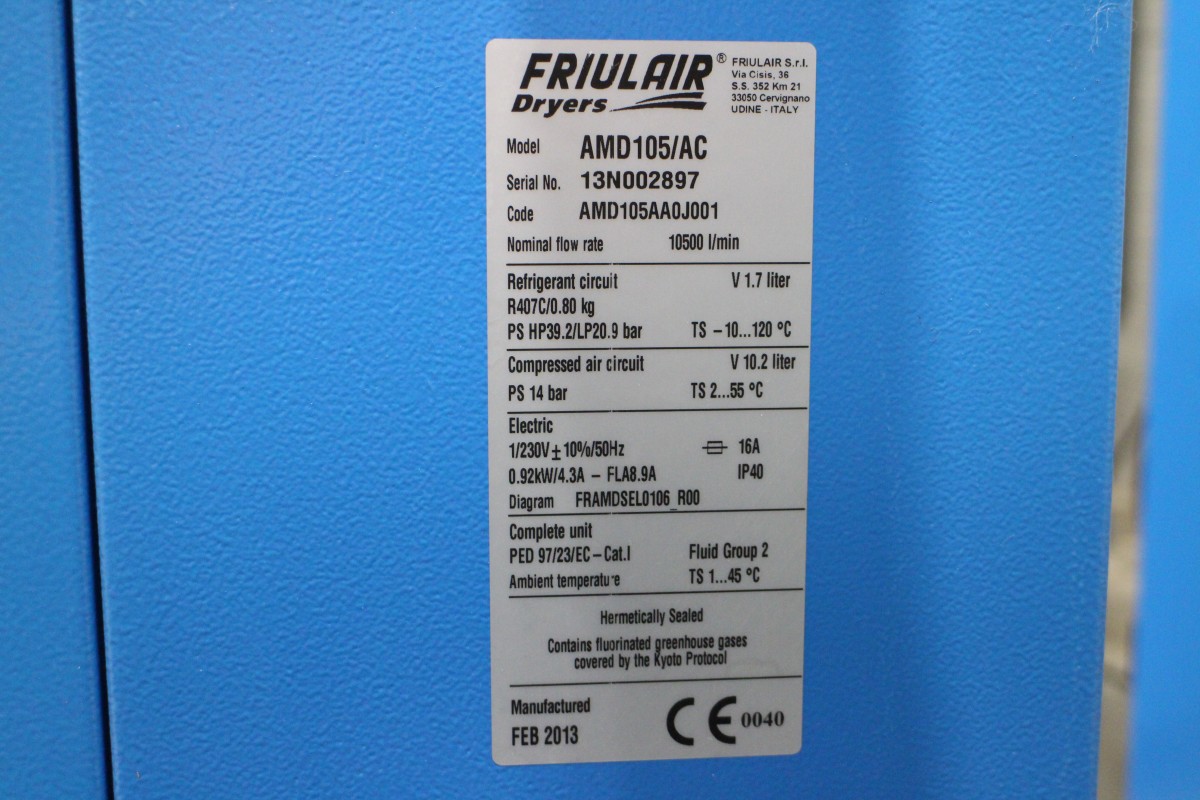 FRIULAIR®
Dryers
FRIULAIR S.r.l.
Via Cisis, 36
S.S. 352 Km 21
33050 Cervignano
UDINE - ITALY
Model AMD105/AC
Serial No. 13N002897
Code AMD105AA0J001
Nominal flow rate 10500 l/min
Refrigerant circuit V 1.7 liter
R407C/0.80 kg
PS HP39.2/LP20.9 bar TS -10...120 °C
Compressed air circuit V 10.2 liter
PS 14 bar TS 2...55 °C
Electric
1/230V±10%/50Hz 16A
0.92kW/4.3A - FLA8.9A IP40
Diagram FRAMDSEL0106_R00
Complete unit
PED 97/23/EC-Cat.I Fluid Group 2
Ambient temperature TS 1...45 °C
Hermetically Sealed
Contains fluorinated greenhouse gases
covered by the Kyoto Protocol
Manufactured
FEB 2013
CE 0040